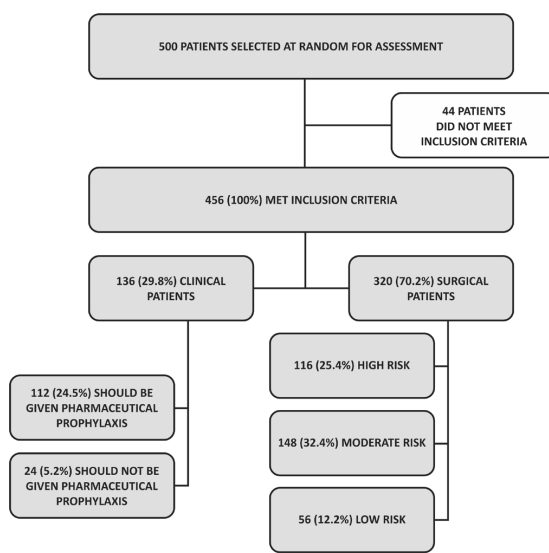 500 PATIENTS SELECTED AT RANDOM FOR ASSESSMENT
44 PATIENTS
DID NOT MEET
INCLUSION CRITERIA
456 (100%) MET INCLUSION CRITERIA
136 (29.8%) CLINICAL
PATIENTS
320 (70.2%) SURGICAL
PATIENTS
112 (24.5%) SHOULD BE
GIVEN PHARMACEUTICAL
PROPHYLAXIS
24 (5.2%) SHOULD NOT BE
GIVEN PHARMACEUTICAL
PROPHYLAXIS
116 (25.4%) HIGH RISK
148 (32.4%) MODERATE RISK
56 (12.2%) LOW RISK